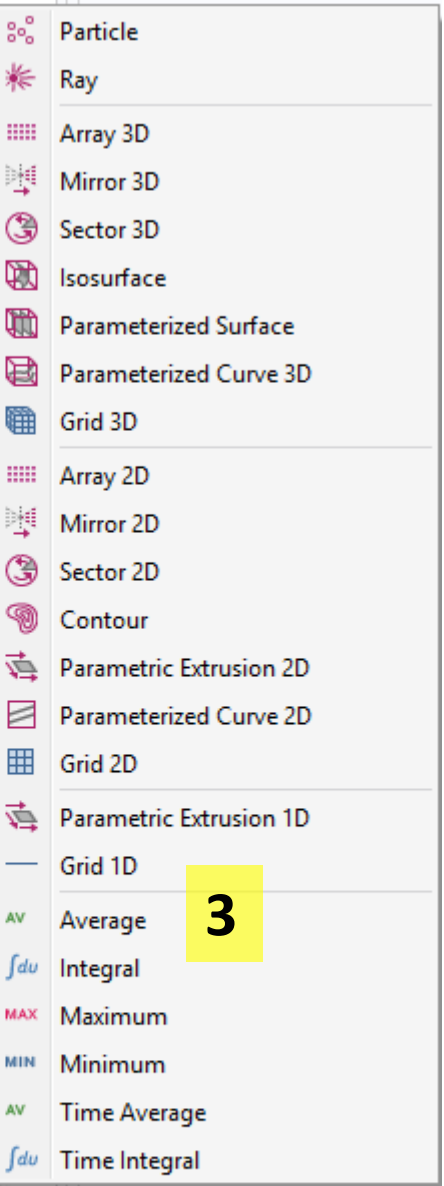 Particle
Ray
Array 3D
Mirror 3D
Sector 3D
Isosurface
Parameterized Surface
Parameterized Curve 3D
Grid 3D
Array 2D
Mirror 2D
Sector 2D
Contour
Parametric Extrusion 2D
Parameterized Curve 2D
Grid 2D
Parametric Extrusion 1D
Grid 1D
3
AV Average
∫du Integral
MAX Maximum
MIN Minimum
AV Time Average
∫du Time Integral